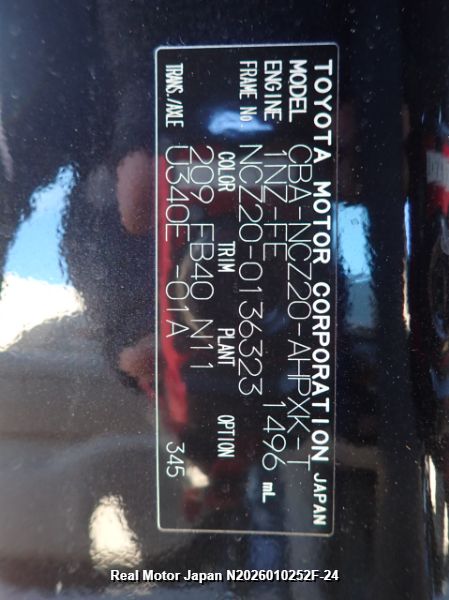 TOYOTA MOTOR CORPORATION JAPAN
MODEL CBA-NCZ20-AHPXK-T
ENGINE 1NZ-FE 1496 mL
FRAME No. NCZ20-0136323
COLOR TRIM PLANT OPTION
209 FB40 N11
TRANS./AXLE U340E -01A 345
Real Motor Japan N2026010252F-24